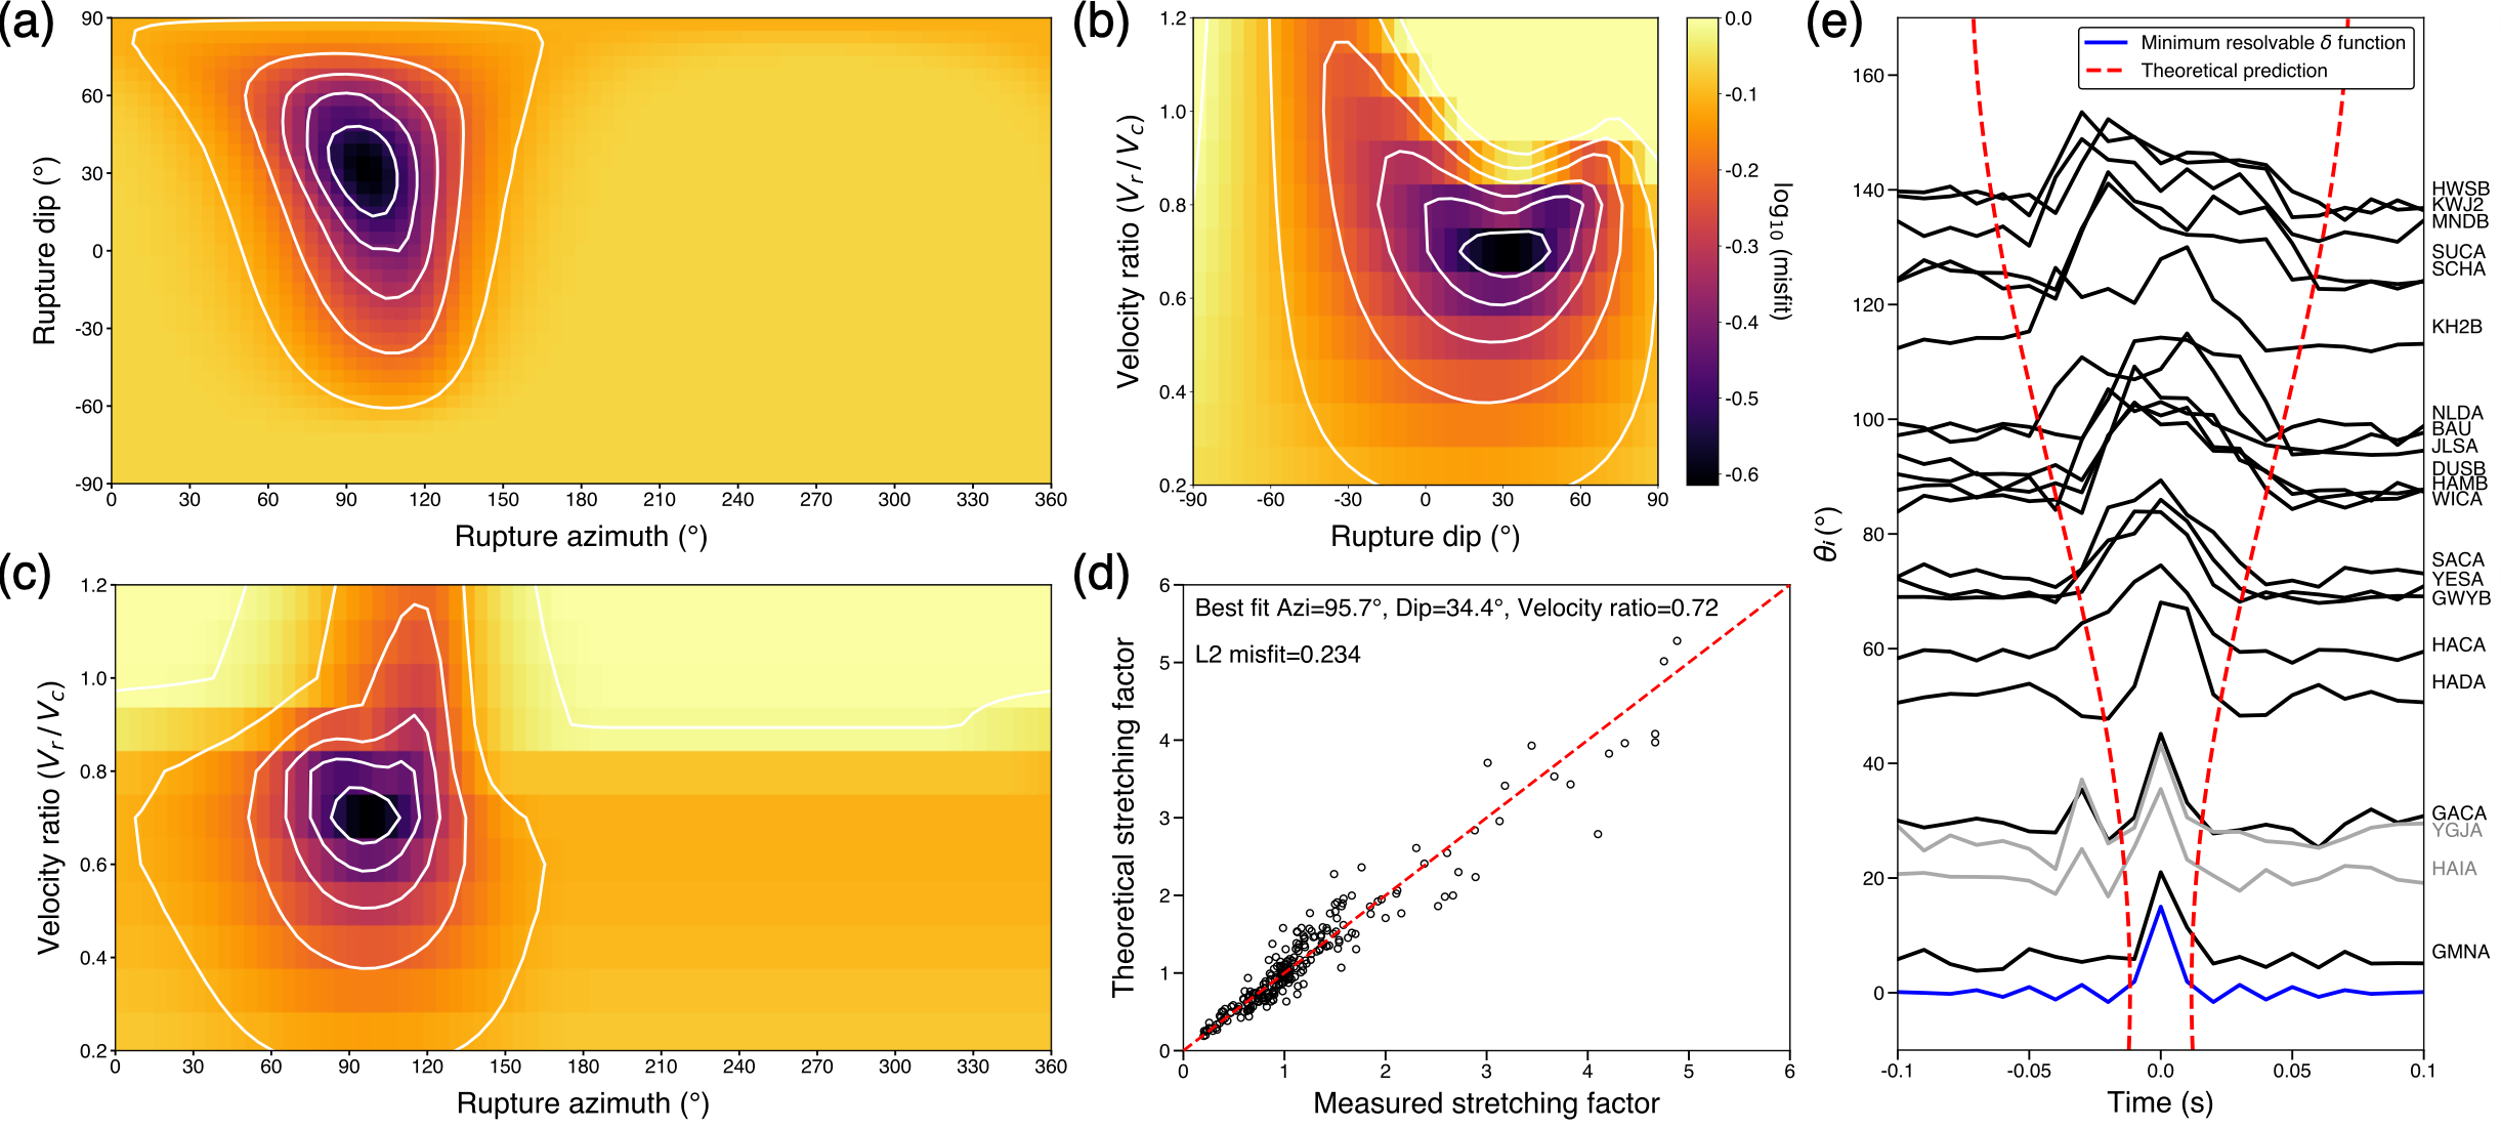 (a)
90
60
30
0
-30
-60
-90
Rupture dip (°)
0 30 60 90 120 150 180 210 240 270 300 330 360
Rupture azimuth (°)
(b)
1.2
1.0
0.8
0.6
0.4
0.2
Velocity ratio (Vr / Vc)
-90 -60 -30 0 30 60 90
Rupture dip (°)
0.0
-0.1
-0.2
-0.3
-0.4
-0.5
-0.6
log10 (misfit)
(c)
1.2
1.0
0.8
0.6
0.4
0.2
Velocity ratio (Vr / Vc)
0 30 60 90 120 150 180 210 240 270 300 330 360
Rupture azimuth (°)
(d)
6
5
4
3
2
1
0
Theoretical stretching factor
Best fit Azi=95.7°, Dip=34.4°, Velocity ratio=0.72
L2 misfit=0.234
0 1 2 3 4 5 6
Measured stretching factor
(e)
Minimum resolvable δ function
Theoretical prediction
160
140
120
100
80
60
40
20
0
θi (°)
HWSB
KWJ2
MNDB
SUCA
SCHA
KH2B
NLDA
BAU
JLSA
DUSB
HAMB
WICA
SACA
YESA
GWYB
HACA
HADA
GACA
YGJA
HAIA
GMNA
-0.1 -0.05 0.0 0.05 0.1
Time (s)